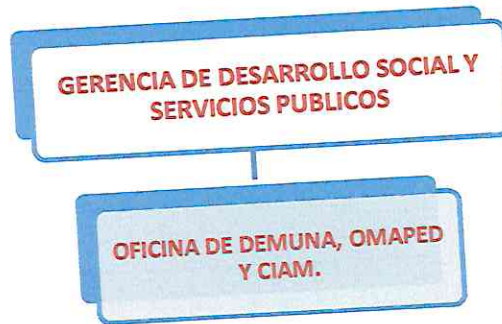 GERENCIA DE DESARROLLO SOCIAL Y
SERVICIOS PUBLICOS
OFICINA DE DEMUNA, OMAPED
Y CIAM.